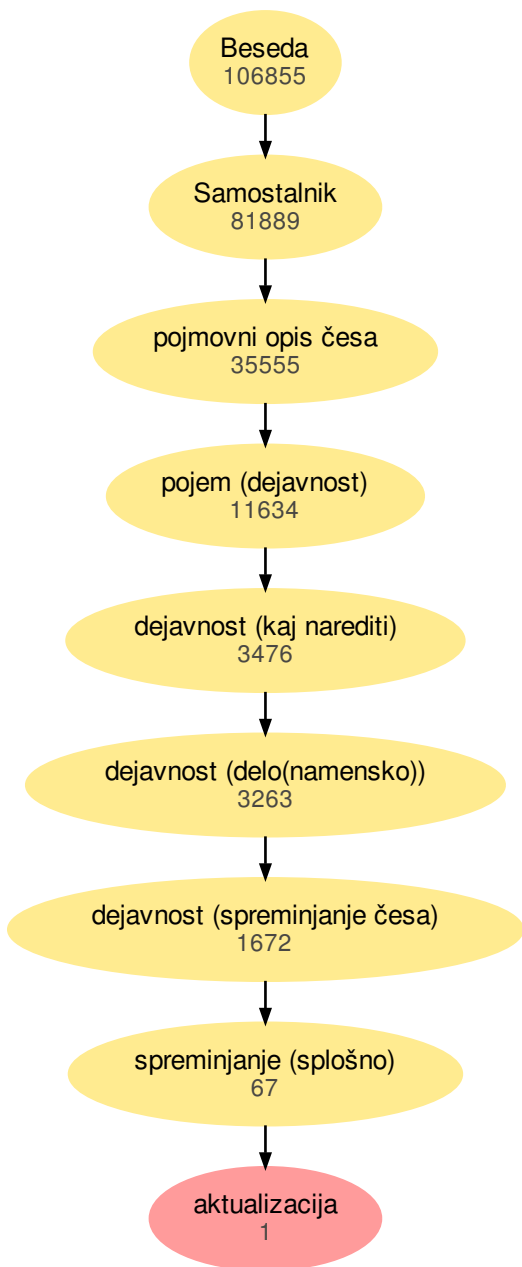 Beseda
106855
Samostalnik
81889
pojmovni opis česa
35555
pojem (dejavnost)
11634
dejavnost (kaj narediti)
3476
dejavnost (delo(namensko))
3263
dejavnost (spreminjanje česa)
1672
spreminjanje (splošno)
67
aktualizacija
1